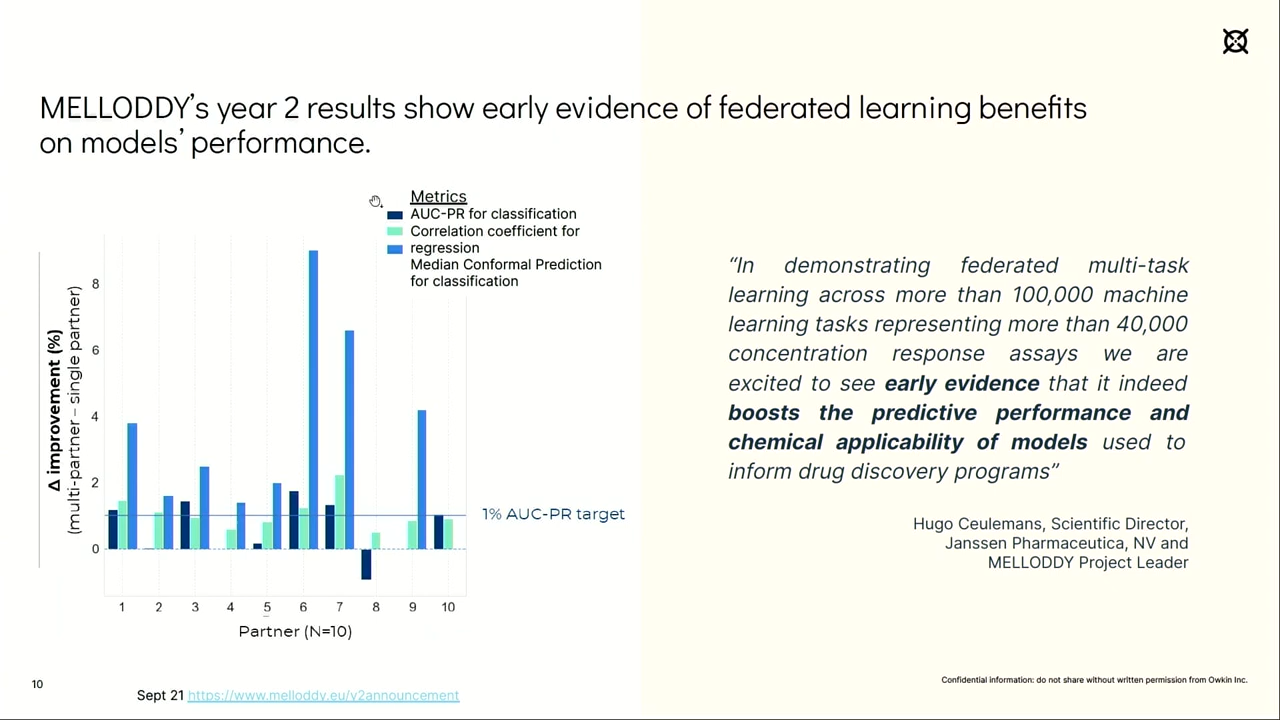 MELLODDY’s year 2 results show early evidence of federated learning benefits
on models’ performance.
Metrics
AUC-PR for classification
Correlation coefficient for
regression
Median Conformal Prediction
for classification
Δ improvement (%)
(multi-partner – single partner)
8
6
4
2
0
1% AUC-PR target
1 2 3 4 5 6 7 8 9 10
Partner (N=10)
“In demonstrating federated multi-task
learning across more than 100,000 machine
learning tasks representing more than 40,000
concentration response assays we are
excited to see early evidence that it indeed
boosts the predictive performance and
chemical applicability of models used to
inform drug discovery programs”
Hugo Ceulemans, Scientific Director,
Janssen Pharmaceutica, NV and
MELLODDY Project Leader
10
Sept 21 https://www.melloddy.eu/y2announcement
Confidential information: do not share without written permission from Owkin Inc.